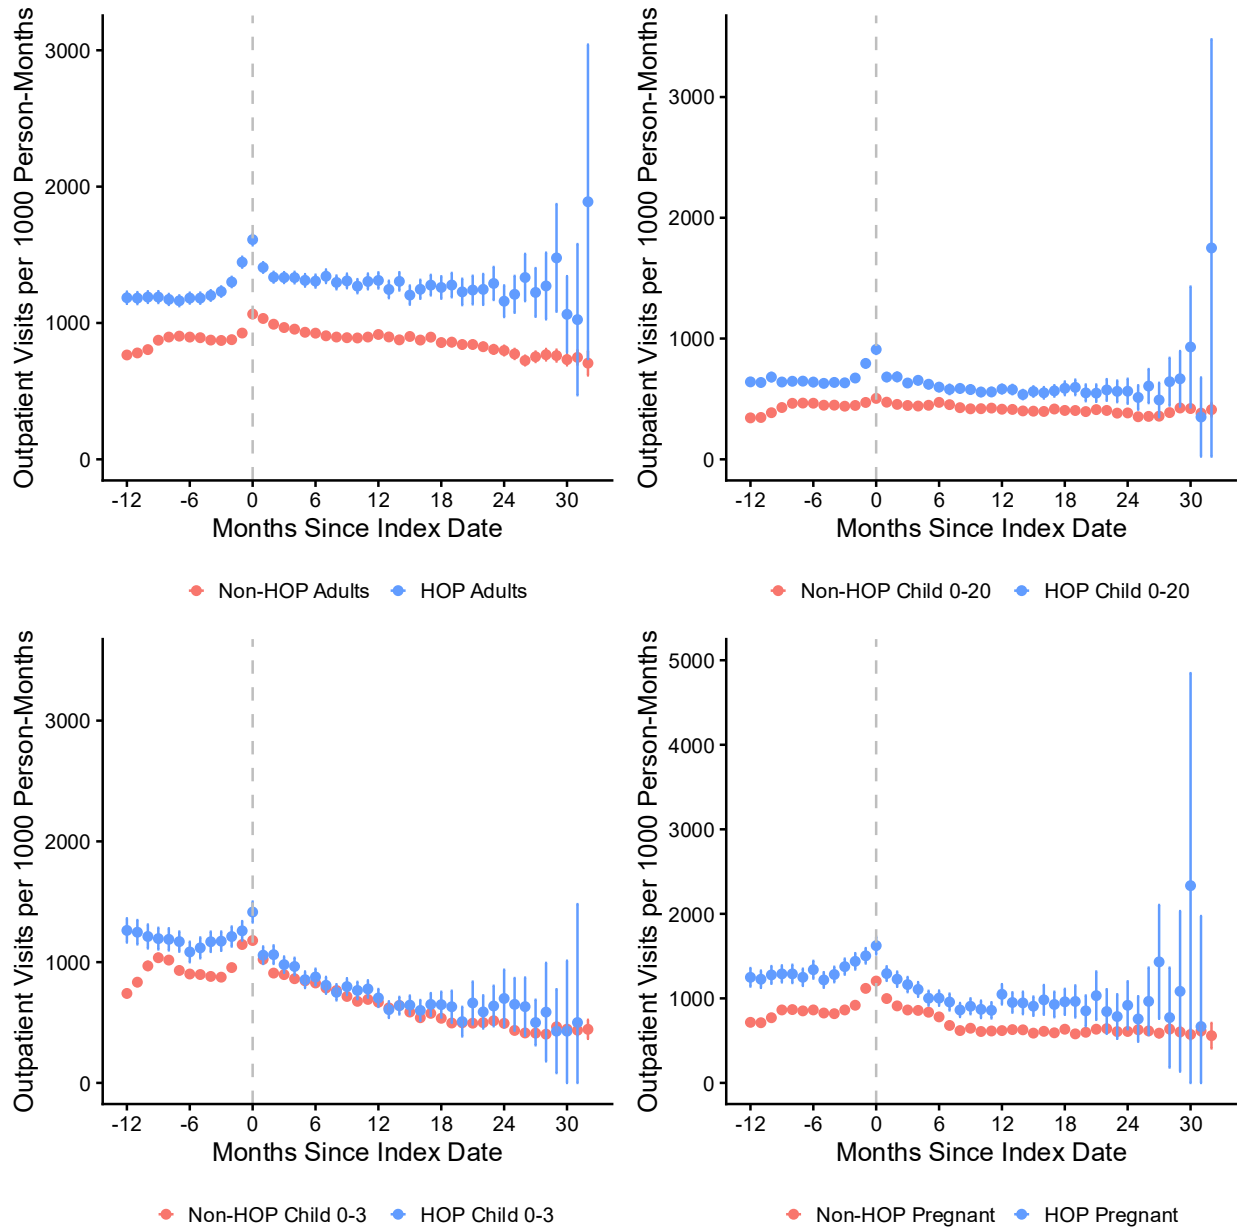 Outpatient Visits per 1000 Person-Months
3000
2000
1000
0
-12 -6 0 6 12 18 24 30
Months Since Index Date
Non-HOP Adults HOP Adults
Outpatient Visits per 1000 Person-Months
3000
2000
1000
0
-12 -6 0 6 12 18 24 30
Months Since Index Date
Non-HOP Child 0-20 HOP Child 0-20
Outpatient Visits per 1000 Person-Months
3000
2000
1000
0
-12 -6 0 6 12 18 24 30
Months Since Index Date
Non-HOP Child 0-3 HOP Child 0-3
Outpatient Visits per 1000 Person-Months
5000
4000
3000
2000
1000
0
-12 -6 0 6 12 18 24 30
Months Since Index Date
Non-HOP Pregnant HOP Pregnant